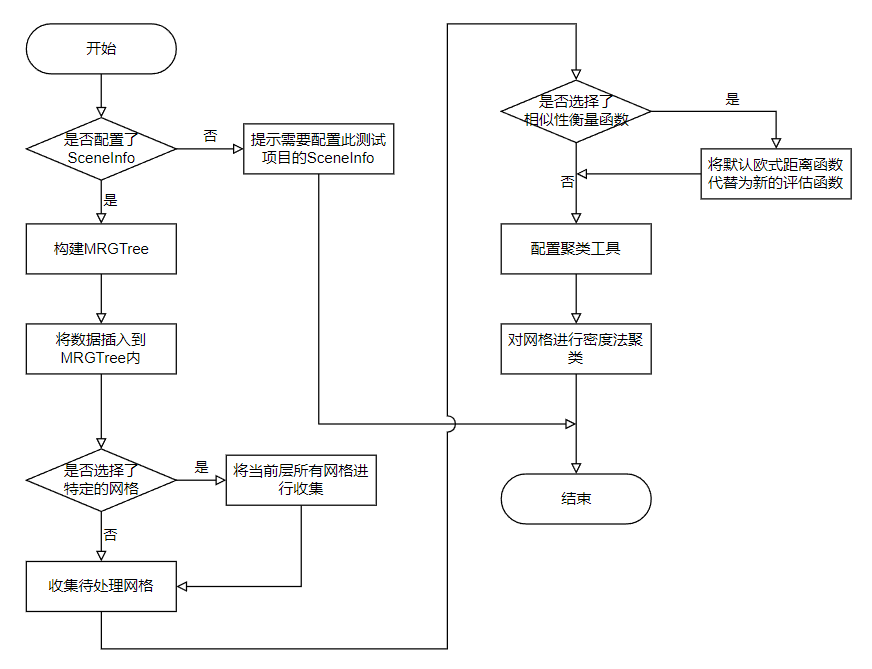 开始
是否配置了
SceneInfo
否
提示需要配置此测试
项目的SceneInfo
是
构建MRGTree
将数据插入到
MRGTree内
是否选择了
特定的网格
是
将当前层所有网格进
行收集
否
收集待处理网格
是否选择了
相似性衡量函数
是
将默认欧式距离函数
代替为新的评估函数
否
配置聚类工具
对网格进行密度法聚
类
结束